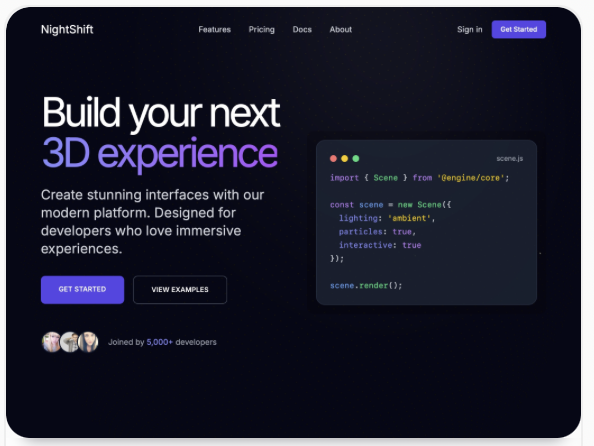 NightShift
Features
Pricing
Docs
About
Sign in
Get Started
Build your next
3D experience
Create stunning interfaces with our
modern platform. Designed for
developers who love immersive
experiences.
GET STARTED
VIEW EXAMPLES
Joined by 5,000+ developers
scene.js
import { Scene } from '@engine/core';
const scene = new Scene({
  lighting: 'ambient',
  particles: true,
  interactive: true
});
scene.render();